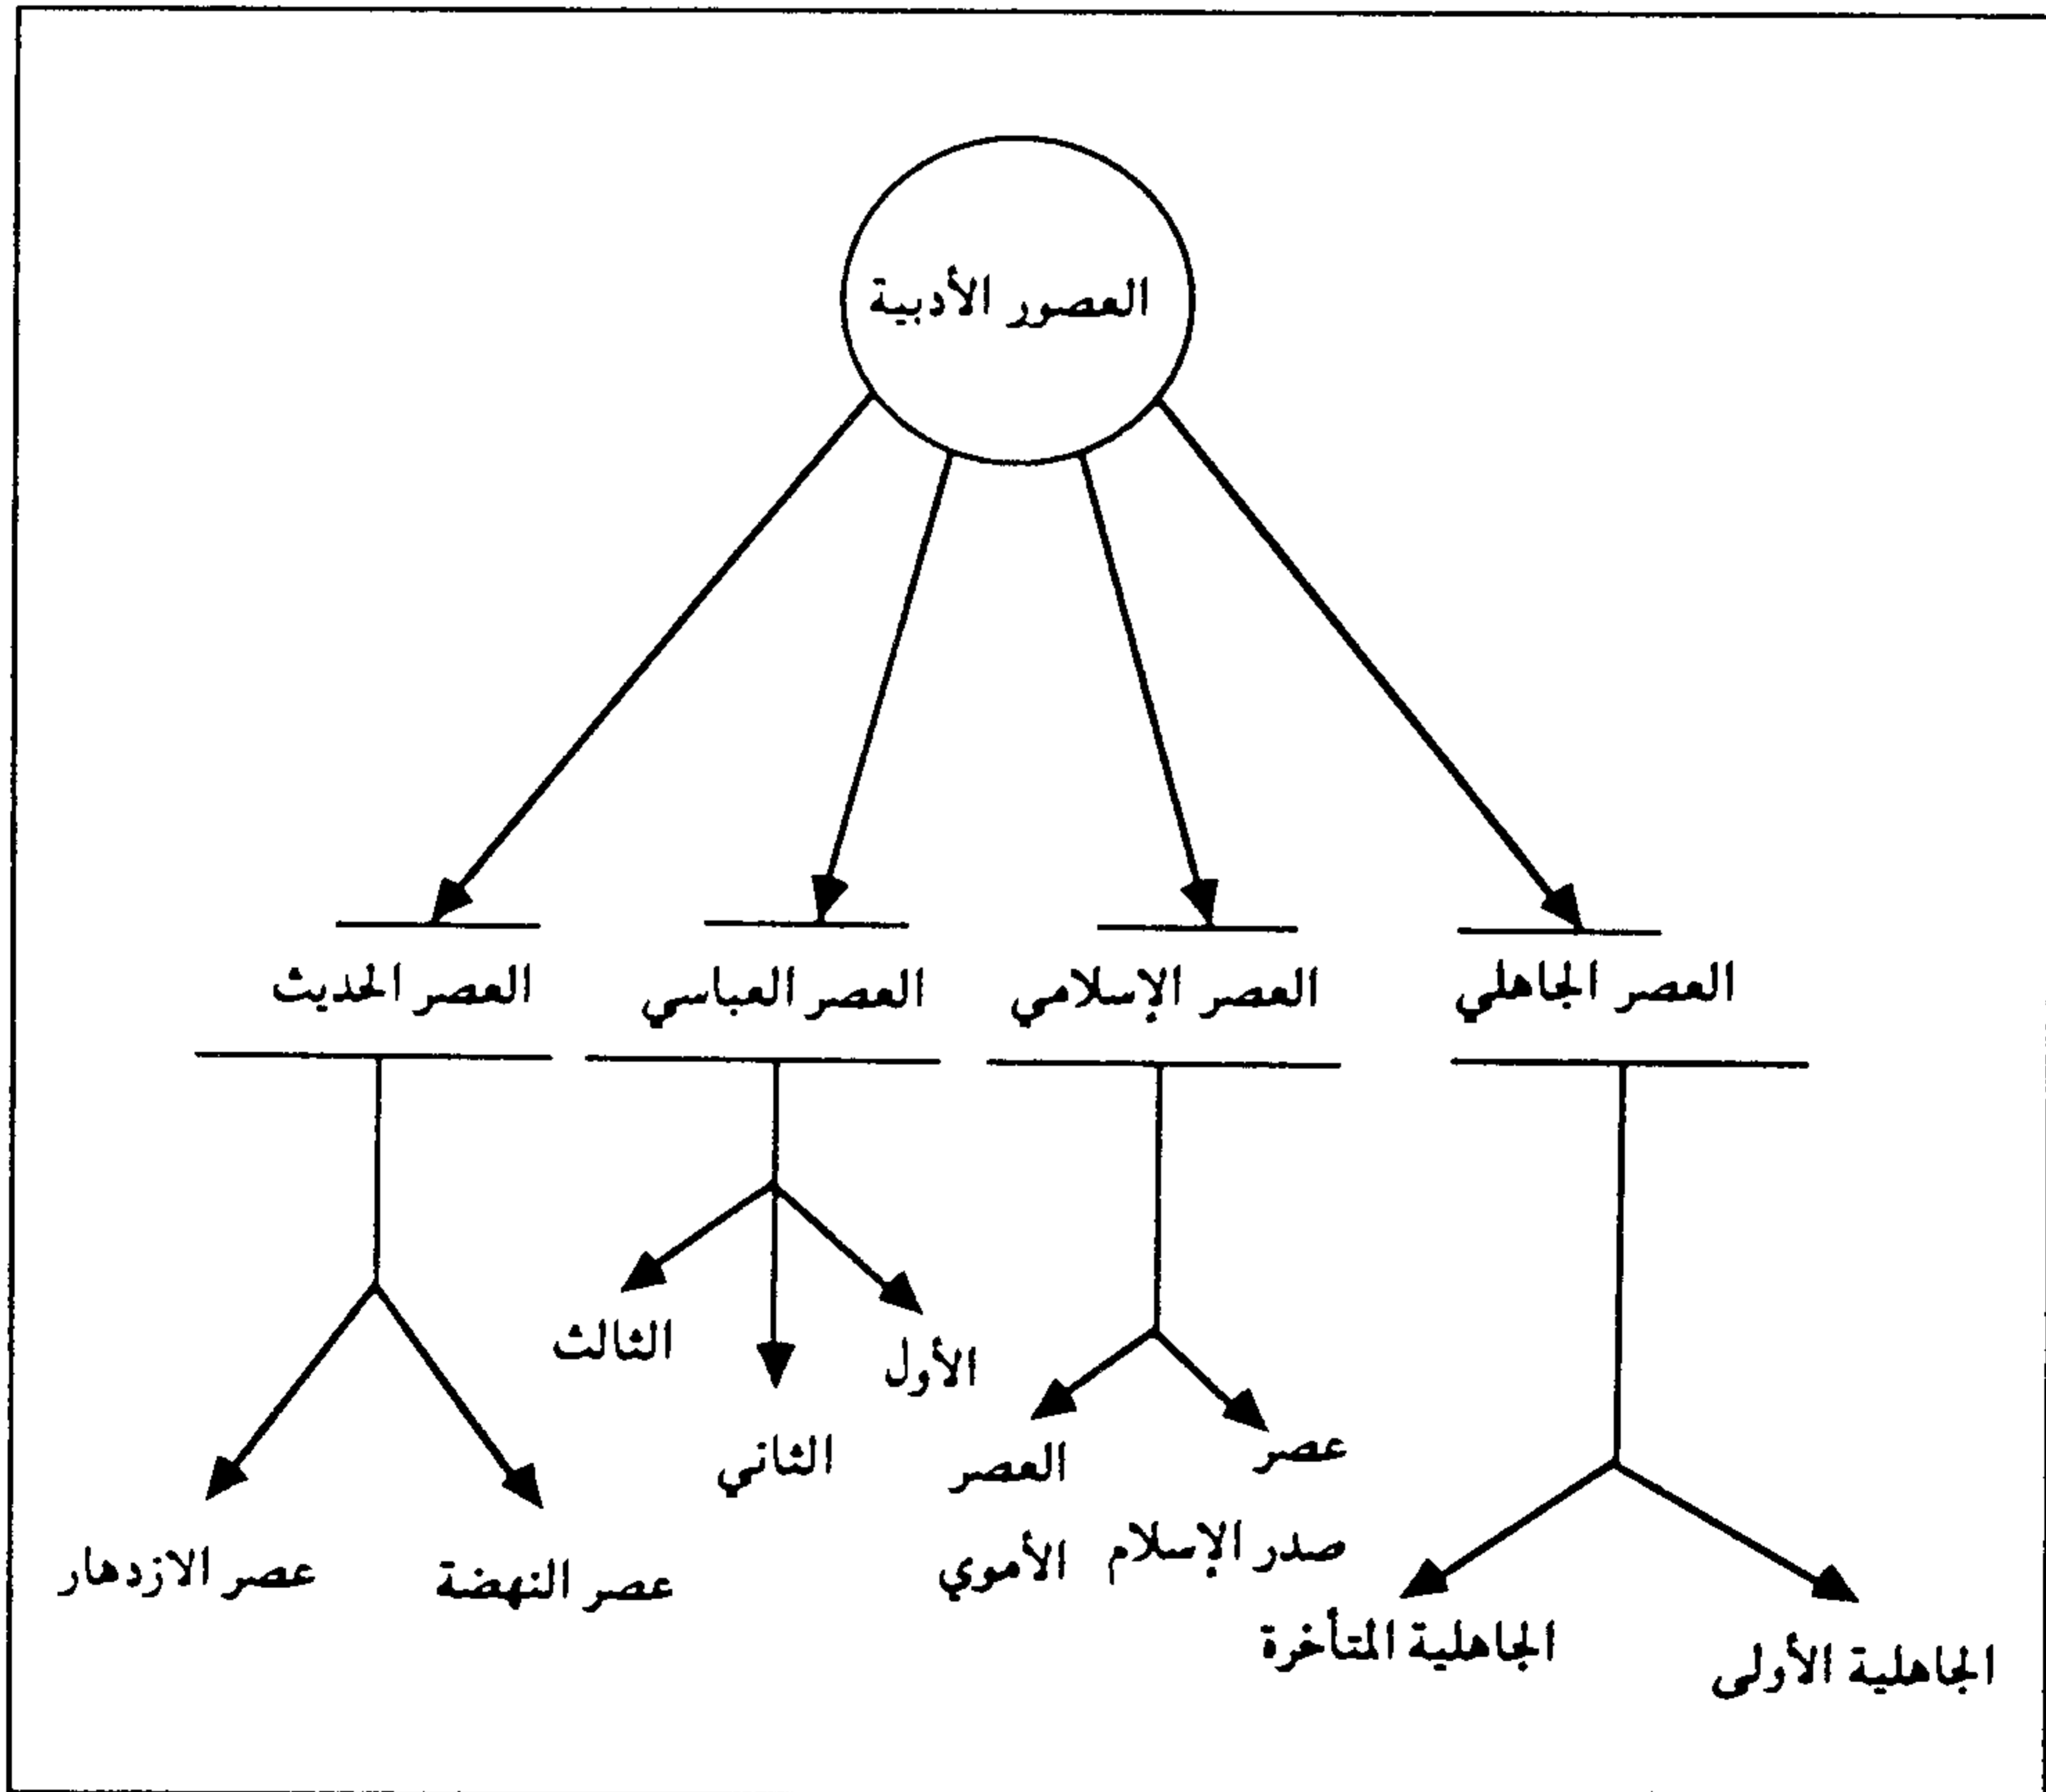 العصور الأدبية
العصر الجاهلي
العصر الإسلامي
العصر العباسي
العصر الحديث
الجاهلية الأولى
الجاهلية المتأخرة
عصر
صدر الإسلام
العصر
الأموي
الأول
الثاني
الثالث
عصر النهضة
عصر الازدهار